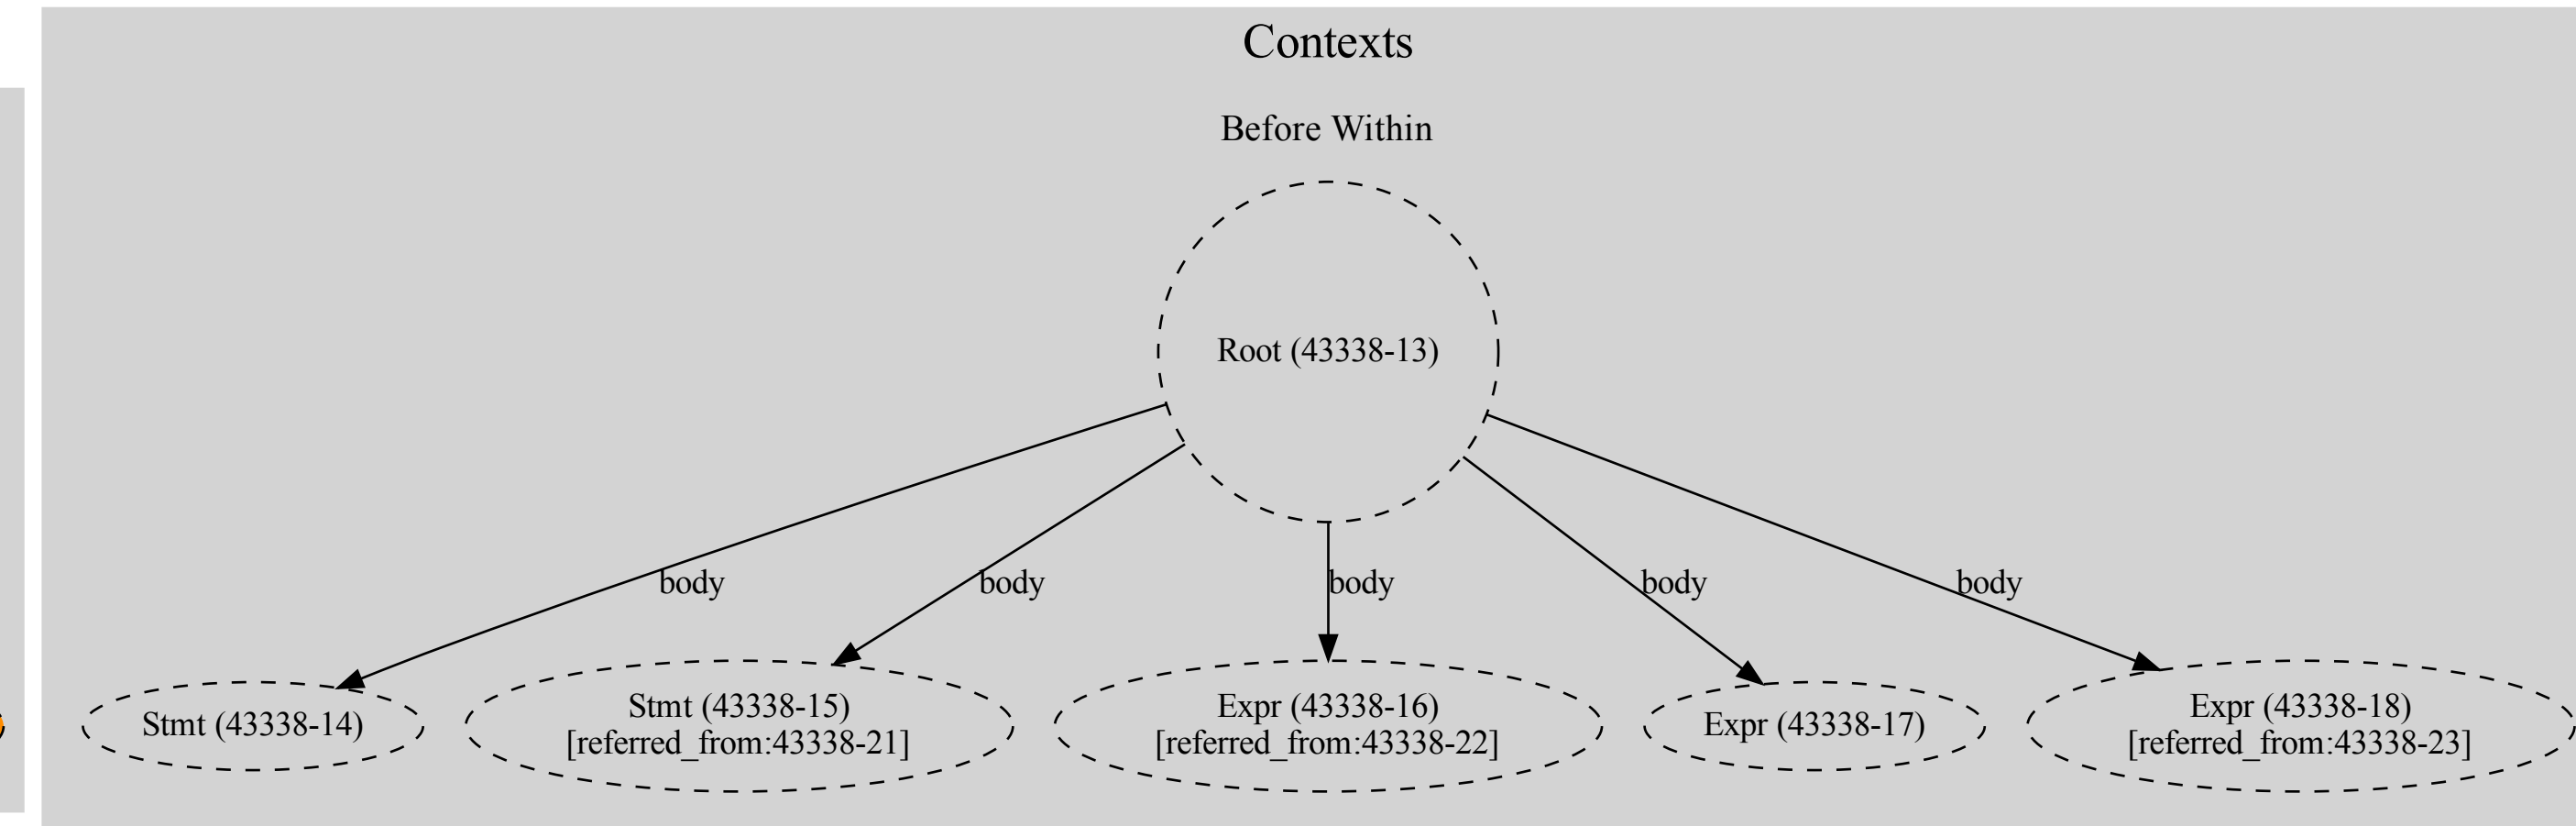 Contexts
Before Within
Root (43338-13)
body
body
body
body
body
Stmt (43338-14)
Stmt (43338-15)
[referred_from:43338-21]
Expr (43338-16)
[referred_from:43338-22]
Expr (43338-17)
Expr (43338-18)
[referred_from:43338-23]